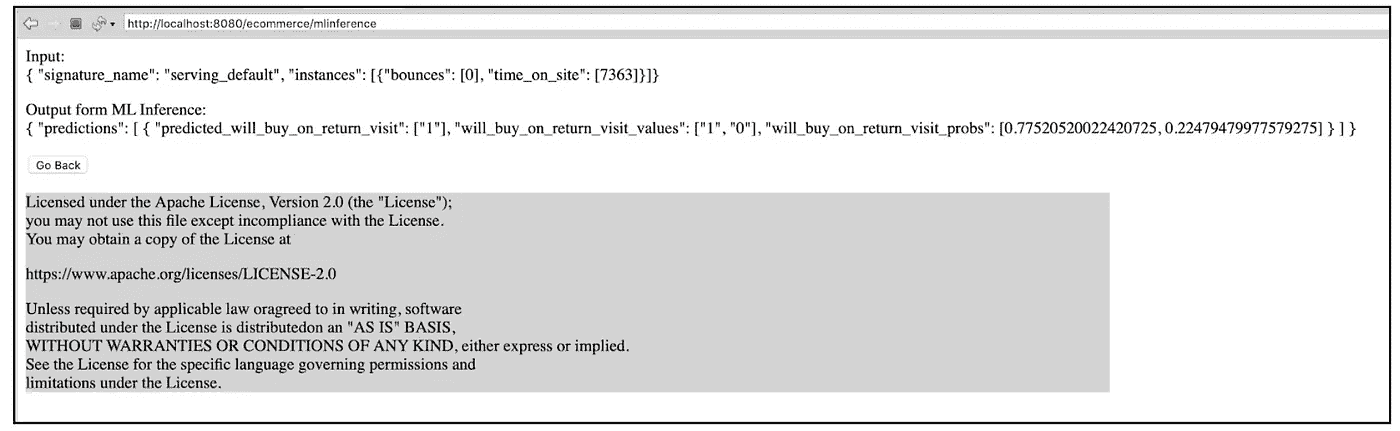 http://localhost:8080/ecommerce/mlinference
Input:
{ "signature_name": "serving_default", "instances": [{"bounces": [0], "time_on_site": [7363]}]}
Output form ML Inference:
{ "predictions": [ { "predicted_will_buy_on_return_visit": ["1"], "will_buy_on_return_visit_values": ["1", "0"], "will_buy_on_return_visit_probs": [0.77520520022420725, 0.22479479977579275] } ] }
Go Back
Licensed under the Apache License, Version 2.0 (the "License");
you may not use this file except incompliance with the License.
You may obtain a copy of the License at
https://www.apache.org/licenses/LICENSE-2.0
Unless required by applicable law oragreed to in writing, software
distributed under the License is distributedon an "AS IS" BASIS,
WITHOUT WARRANTIES OR CONDITIONS OF ANY KIND, either express or implied.
See the License for the specific language governing permissions and
limitations under the License.